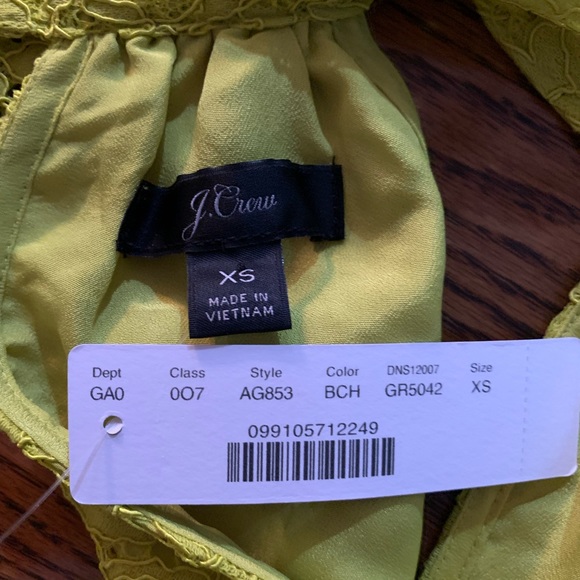 J.Crew
XS
MADE IN
VIETNAM
Dept Class Style Color DNS12007 Size
GA0 0O7 AG853 BCH GR5042 XS
099105712249